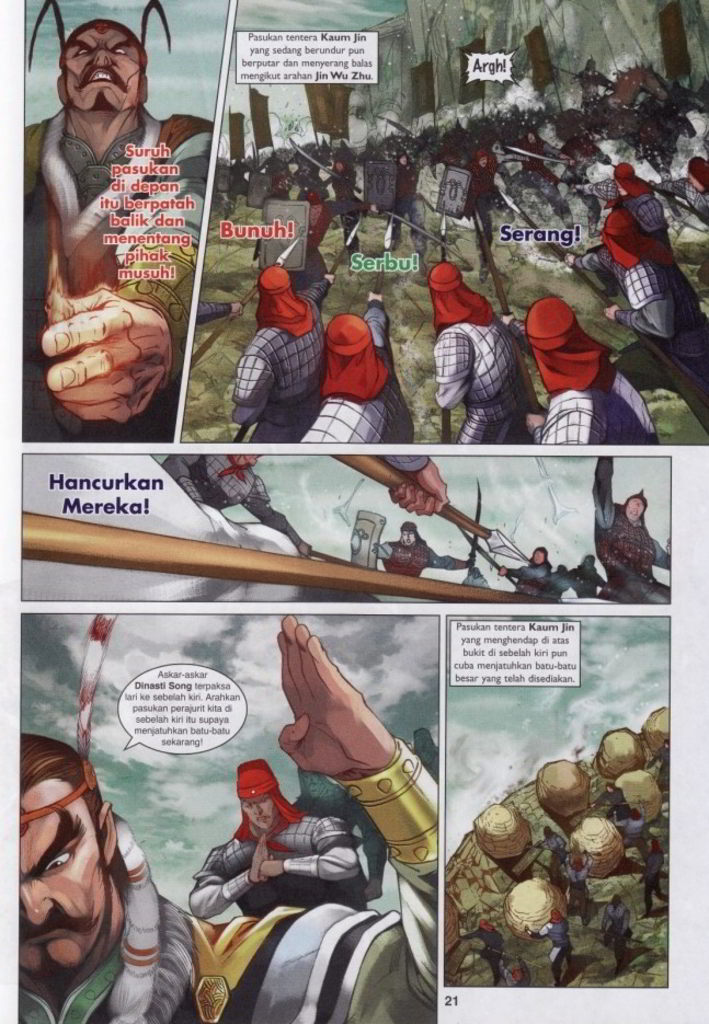 Suruh
pasukan
di depan
itu berpatah
balik dan
menentang
pihak
musuh!
Pasukan tentera Kaum Jin
yang sedang berundur pun
berputar dan menyerang balas
mengikut arahan Jin Wu Zhu.
Argh!
Bunuh!
Serbu!
Serang!
Hancurkan
Mereka!
Askar-askar
Dinasti Song terpaksa
lari ke sebelah kiri. Arahkan
pasukan perajurit di
sebelah kiri itu supaya
menjatuhkan batu-batu
sekarang!
Pasukan tentera Kaum Jin
yang menghendap di atas
bukit di sebelah kiri pun
cuba menjatuhkan batu-batu
besar yang telah disediakan.
21